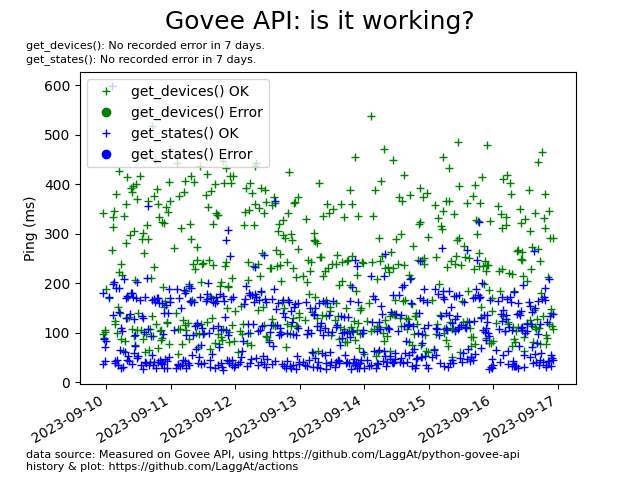 Govee API: is it working?
get_devices(): No recorded error in 7 days.
get_states(): No recorded error in 7 days.
get_devices() OK
get_devices() Error
get_states() OK
get_states() Error
Ping (ms)
600
500
400
300
200
100
0
2023-09-10
2023-09-11
2023-09-12
2023-09-13
2023-09-14
2023-09-15
2023-09-16
2023-09-17
data source: Measured on Govee API, using https://github.com/LaggAt/python-govee-api
history & plot: https://github.com/LaggAt/actions